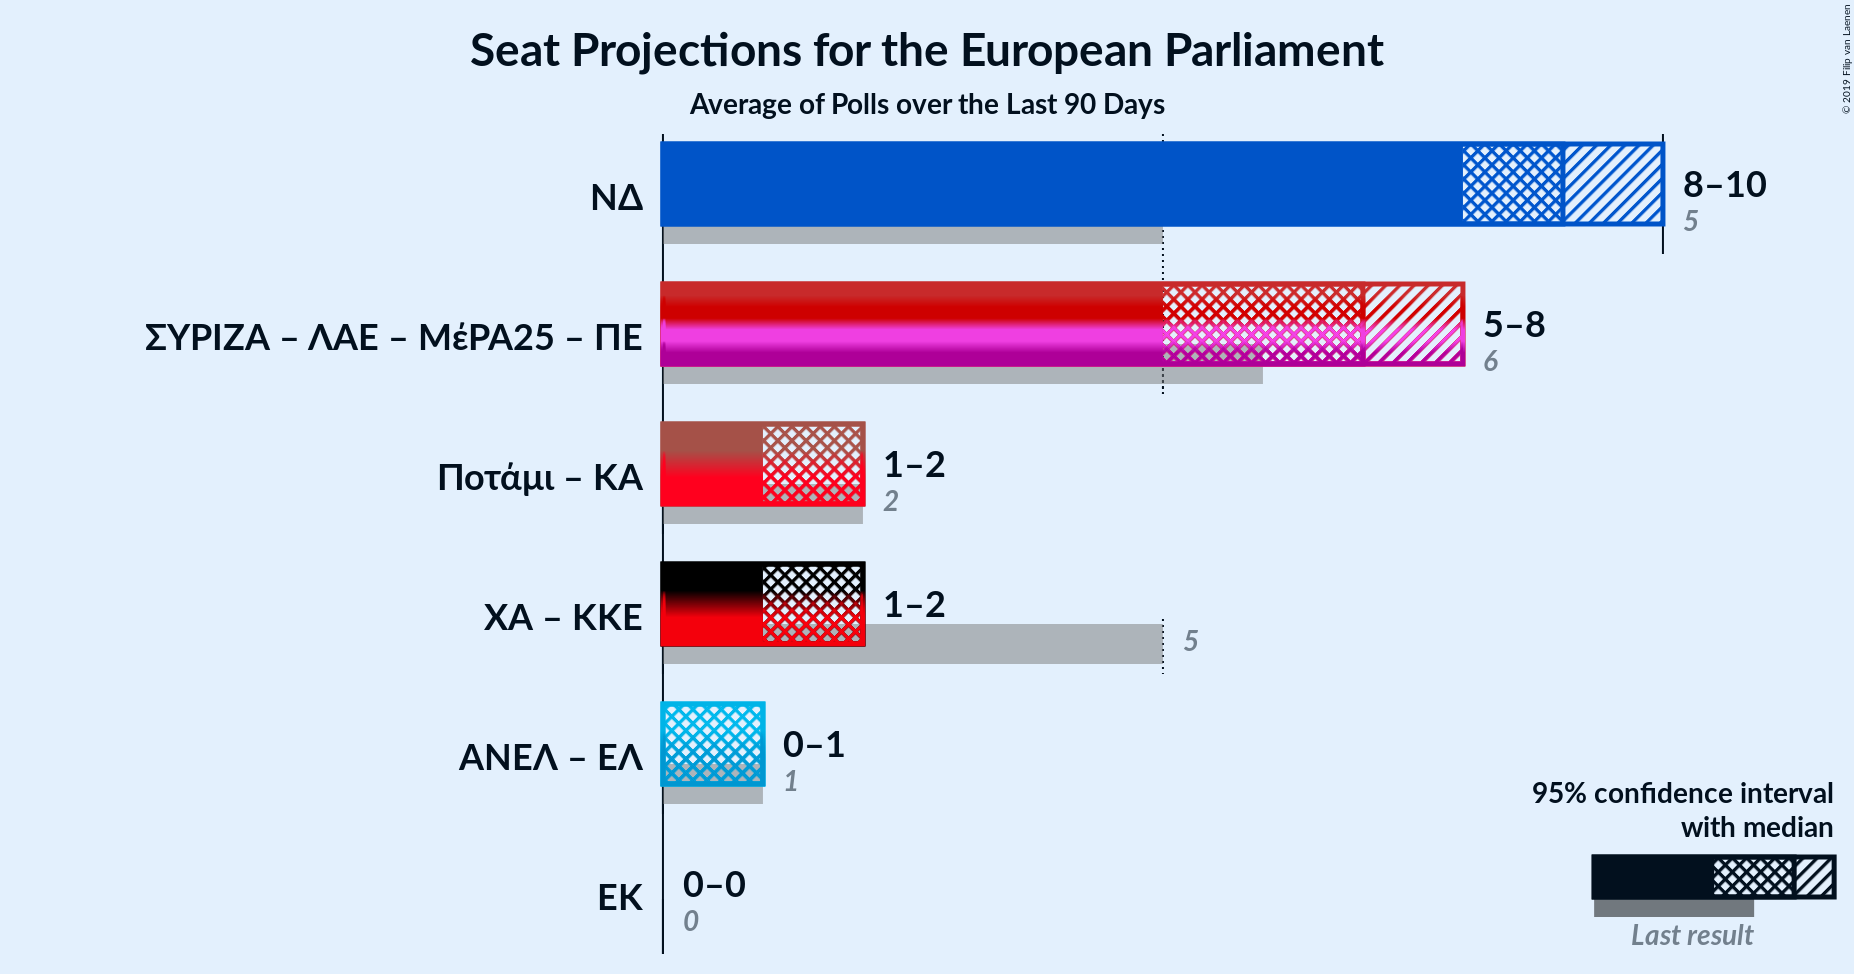 Seat Projections for the European Parliament
Average of Polls over the Last 90 Days
© 2019 Filip van Laenen
ΝΔ
8–10
5
ΣΥΡΙΖΑ – ΛΑΕ – ΜέΡΑ25 – ΠΕ
5–8
6
Ποτάμι – ΚΑ
1–2
2
ΧΑ – ΚΚΕ
1–2
5
ΑΝΕΛ – ΕΛ
0–1
1
ΕΚ
0–0
0
95% confidence interval
with median
Last result